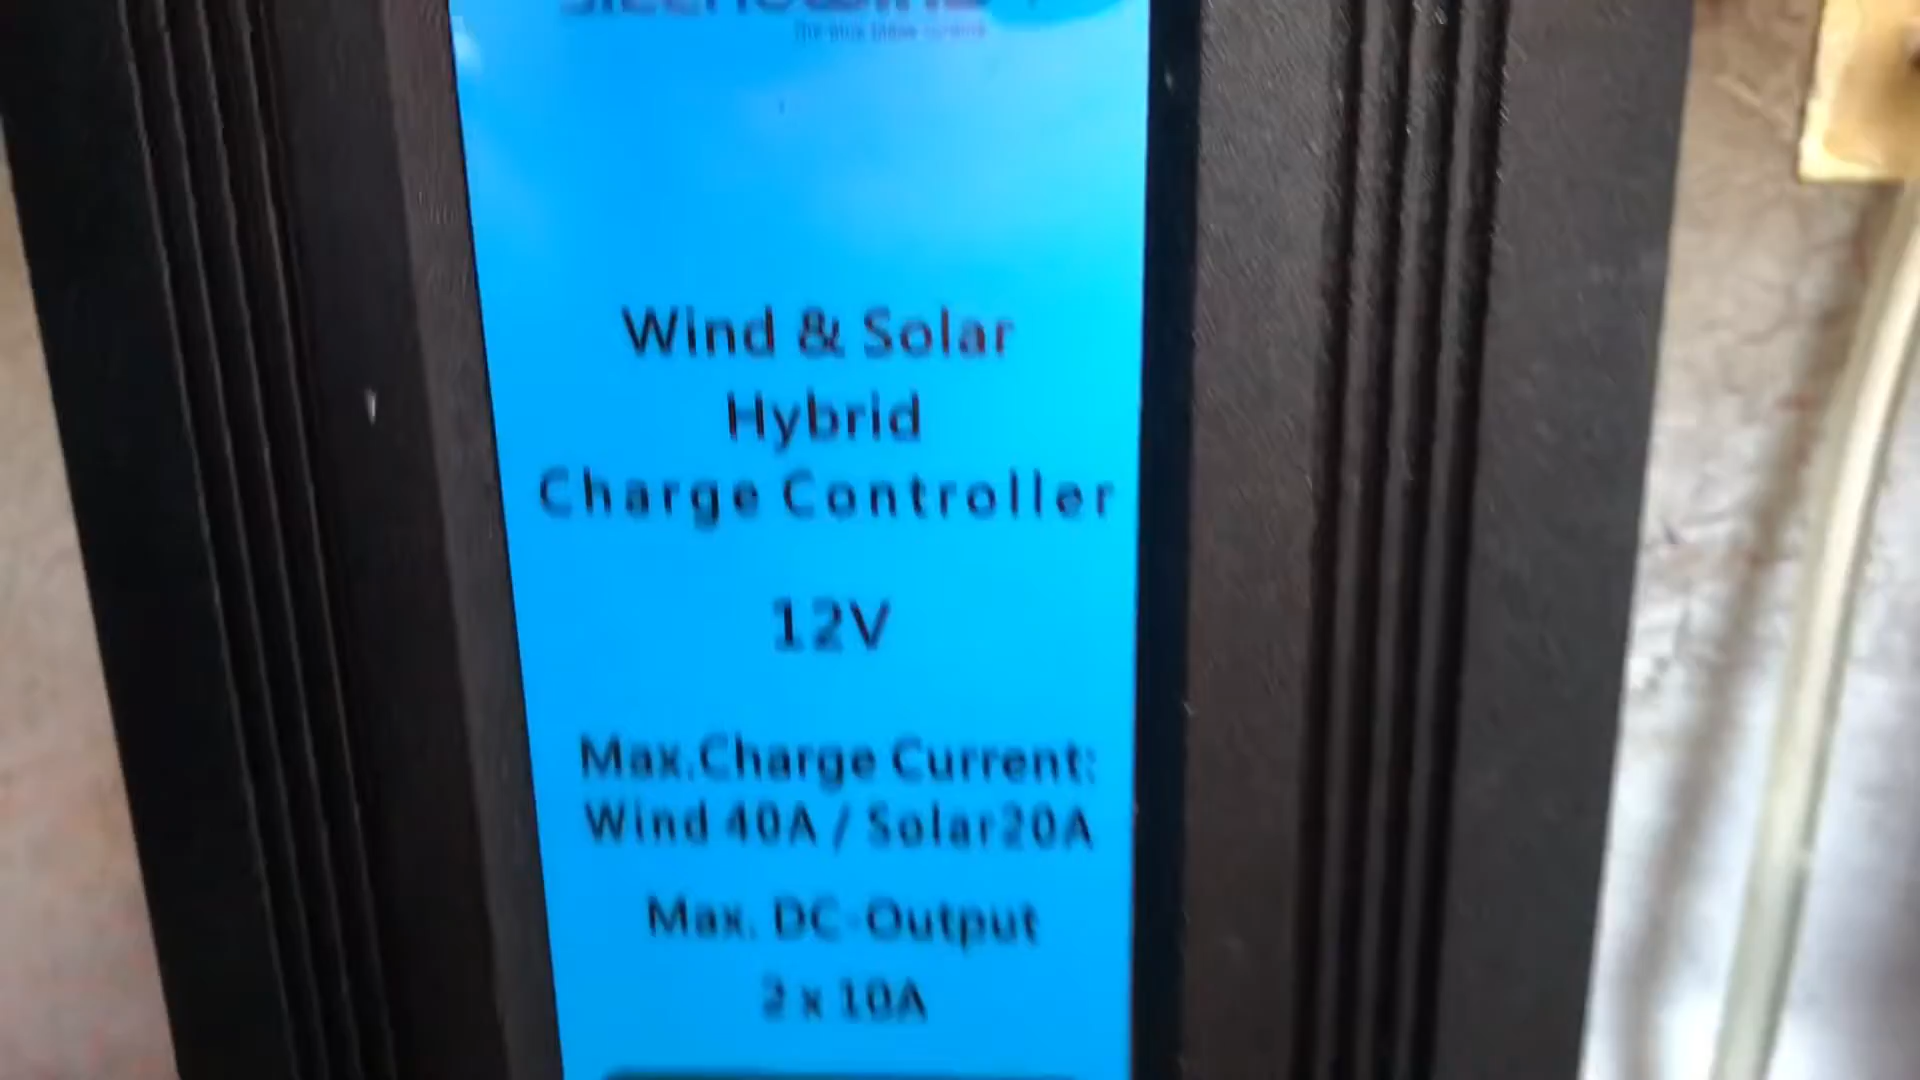 Wind & Solar
Hybrid
Charge Controller
12V
Max.Charge Current:
Wind 40A / Solar20A
Max. DC-Output
2 x 10A